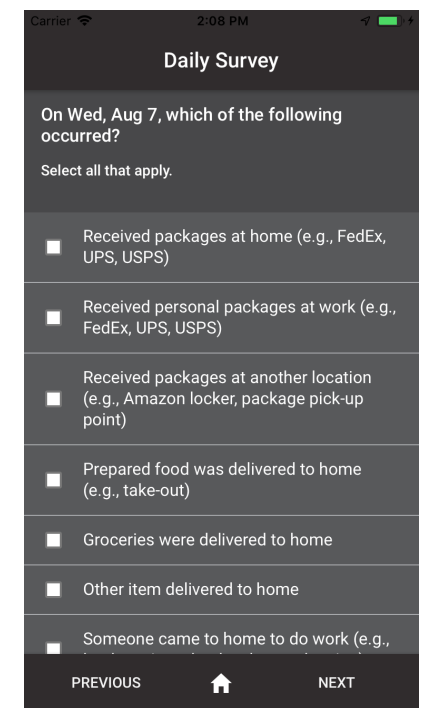 Carrier 2:08 PM
Daily Survey
On Wed, Aug 7, which of the following
occurred?
Select all that apply.
Received packages at home (e.g., FedEx,
UPS, USPS)
Received personal packages at work (e.g.,
FedEx, UPS, USPS)
Received packages at another location
(e.g., Amazon locker, package pick-up
point)
Prepared food was delivered to home
(e.g., take-out)
Groceries were delivered to home
Other item delivered to home
Someone came to home to do work (e.g.,
PREVIOUS NEXT